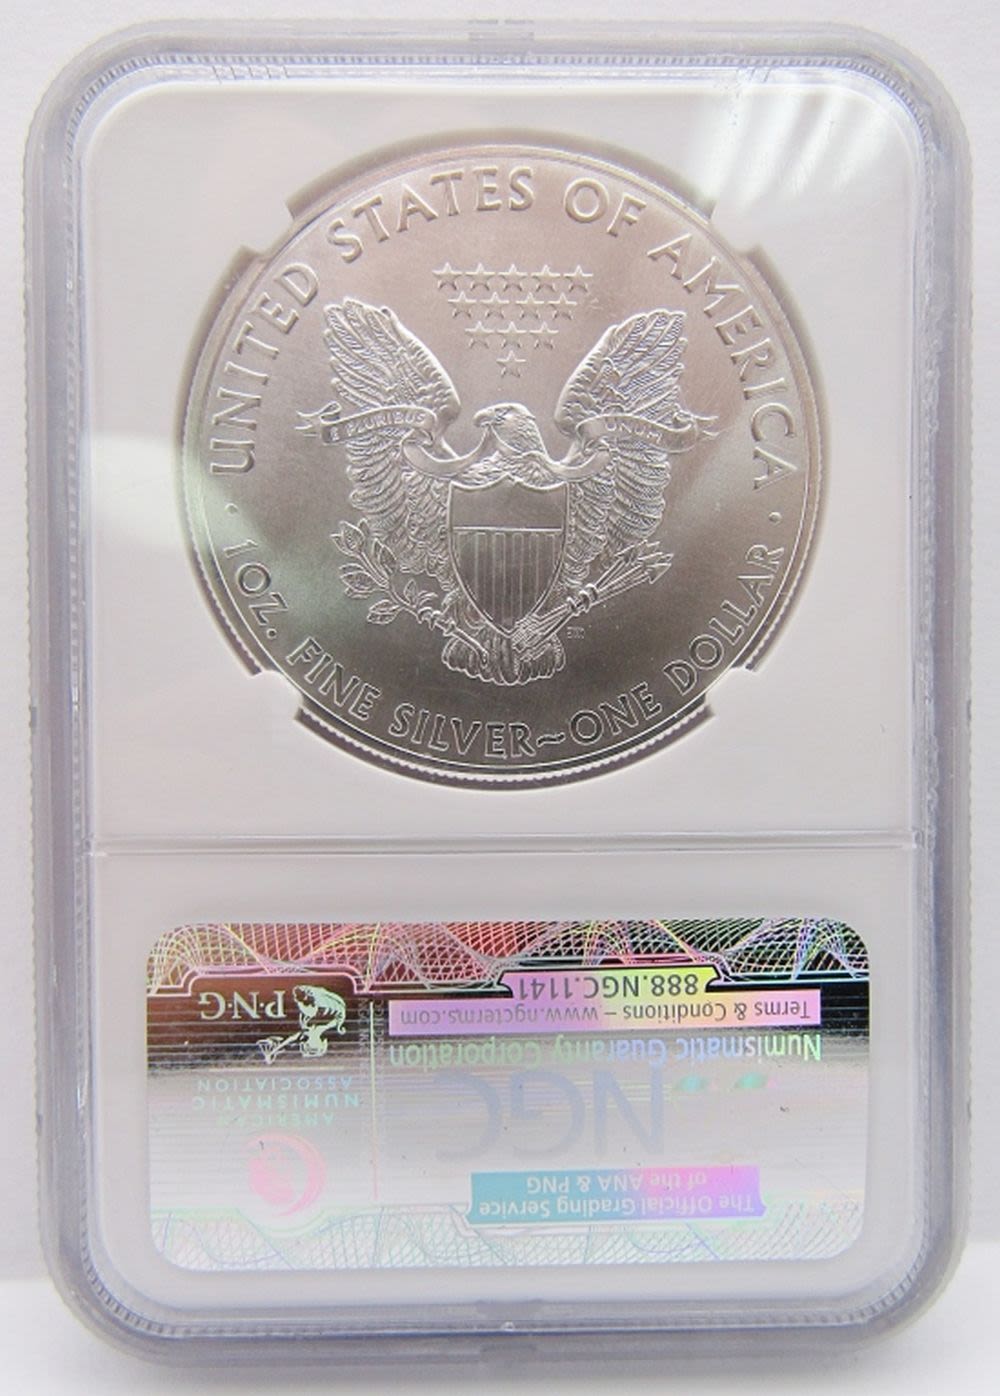 UNITED STATES OF AMERICA
E PLURIBUS UNUM
1 OZ. FINE SILVER~ONE DOLLAR
The Official Grading Service
of the ANA & PNG
NGC
Numismatic Guaranty Corporation
Terms & Conditions – www.ngcterms.com
888.NGC.1141
AMERICAN
NUMISMATIC
ASSOCIATION
P·N·G